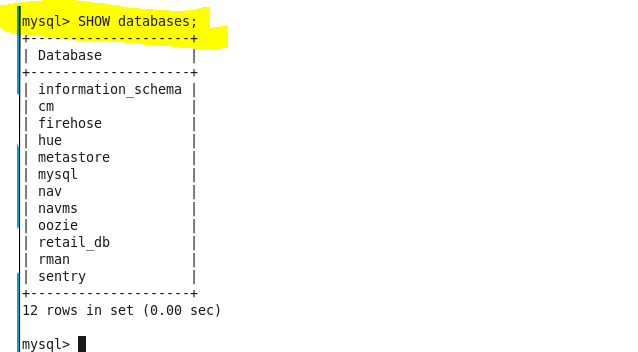 mysql> SHOW databases;
+--------------------+
| Database           |
+--------------------+
| information_schema |
| cm                 |
| firehose           |
| hue                |
| metastore          |
| mysql              |
| nav                |
| navms              |
| oozie              |
| retail_db          |
| rman               |
| sentry             |
+--------------------+
12 rows in set (0.00 sec)
mysql>